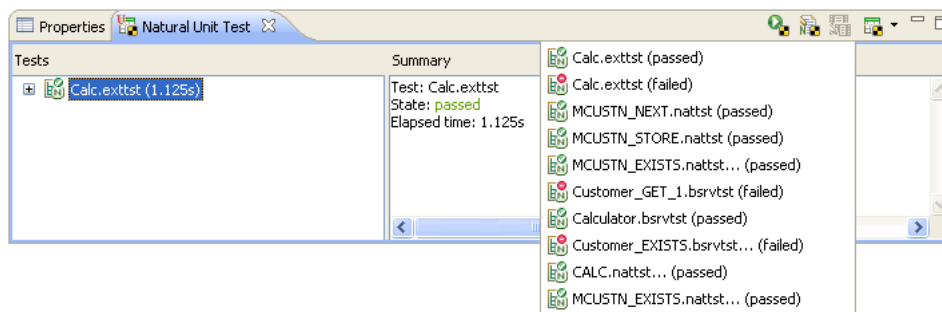 Properties
Natural Unit Test
Tests
Calc.exttst (1.125s)
Summary
Test: Calc.exttst
State: passed
Elapsed time: 1.125s
Calc.exttst (passed)
Calc.exttst (failed)
MCUSTN_NEXT.nattst (passed)
MCUSTN_STORE.nattst (passed)
MCUSTN_EXISTS.nattst... (passed)
Customer_GET_1.bsrvtst (failed)
Calculator.bsrvtst (passed)
Customer_EXISTS.bsrvtst... (failed)
CALC.nattst... (passed)
MCUSTN_EXISTS.nattst... (passed)